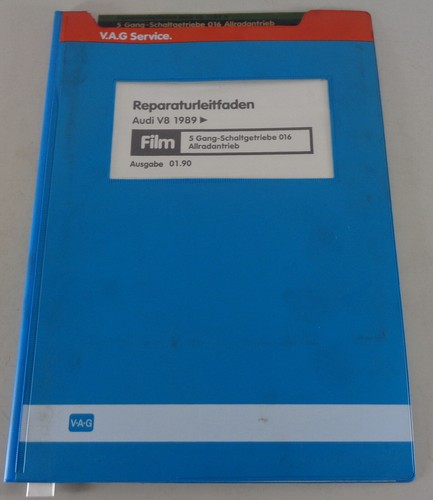 5 Gang-Schaltgetriebe 016 Allradantrieb
V.A.G Service.
Reparaturleitfaden
Audi V8 1989 ►
Film 5 Gang-Schaltgetriebe 016
Allradantrieb
Ausgabe 01.90
V·A·G